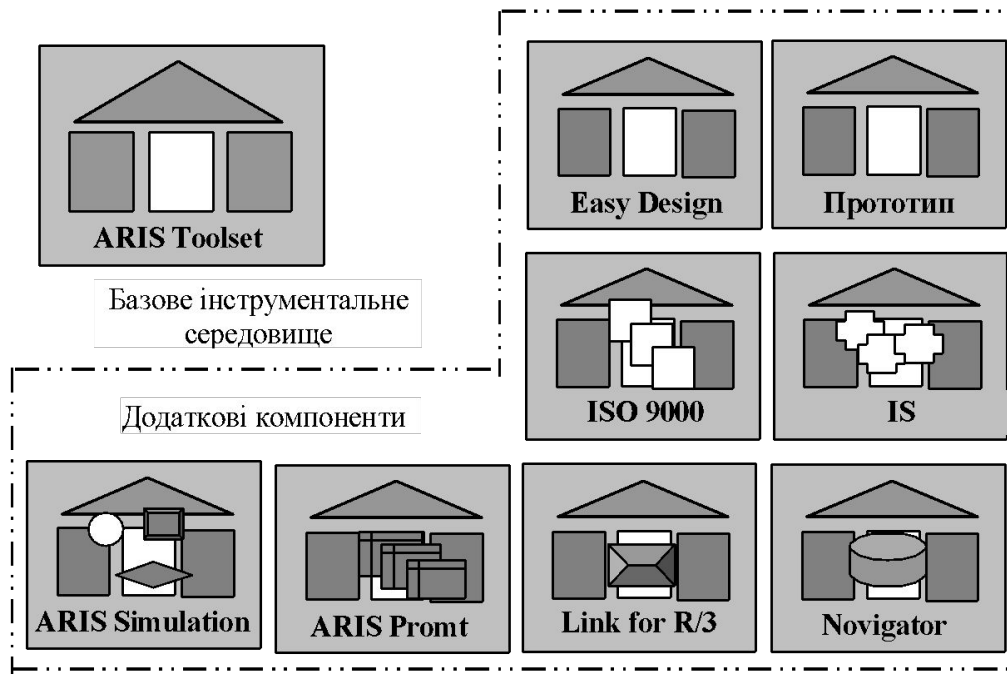 ARIS Toolset
Easy Design
Прототип
Базове інструментальне
середовище
ISO 9000
IS
Додаткові компоненти
ARIS Simulation
ARIS Promt
Link for R/3
Novigator